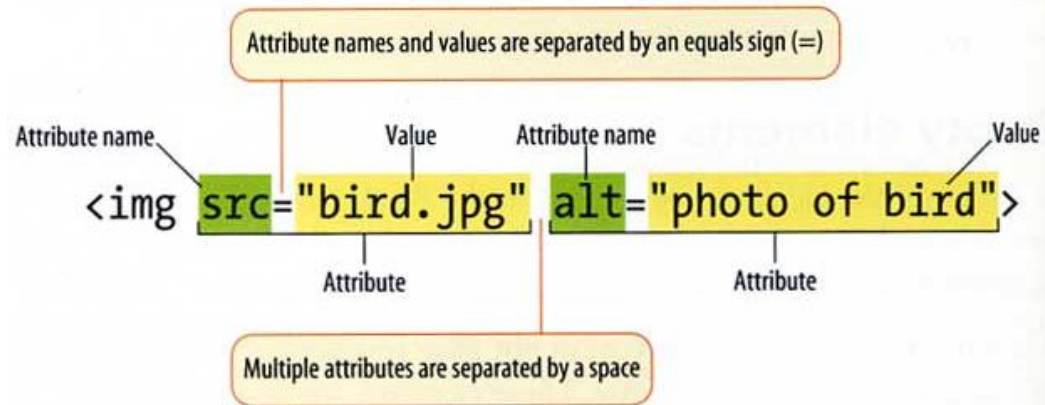 Attribute names and values are separated by an equals sign (=)
Attribute name Value Attribute name Value
<img src="bird.jpg" alt="photo of bird">
Attribute Attribute
Multiple attributes are separated by a space